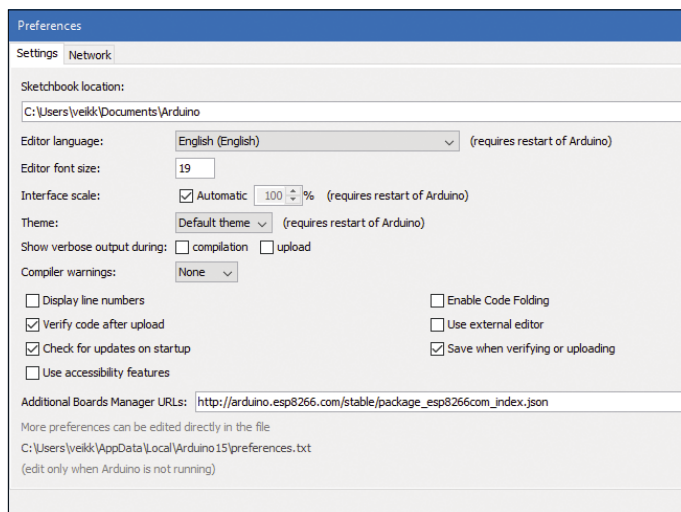 Preferences
Settings Network
Sketchbook location:
C:\Users\veikk\Documents\Arduino
Editor language: English (English) (requires restart of Arduino)
Editor font size: 19
Interface scale: Automatic 100 % (requires restart of Arduino)
Theme: Default theme (requires restart of Arduino)
Show verbose output during: compilation upload
Compiler warnings: None
Display line numbers Enable Code Folding
Verify code after upload Use external editor
Check for updates on startup Save when verifying or uploading
Use accessibility features
Additional Boards Manager URLs: http://arduino.esp8266.com/stable/package_esp8266com_index.json
More preferences can be edited directly in the file
C:\Users\veikk\AppData\Local\Arduino15\preferences.txt
(edit only when Arduino is not running)